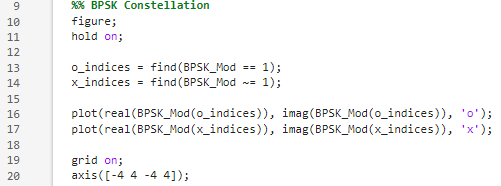 9 %% BPSK Constellation
10 figure;
11 hold on;
12
13 o_indices = find(BPSK_Mod == 1);
14 x_indices = find(BPSK_Mod ~= 1);
15
16 plot(real(BPSK_Mod(o_indices)), imag(BPSK_Mod(o_indices)), 'o');
17 plot(real(BPSK_Mod(x_indices)), imag(BPSK_Mod(x_indices)), 'x');
18
19 grid on;
20 axis([-4 4 -4 4]);